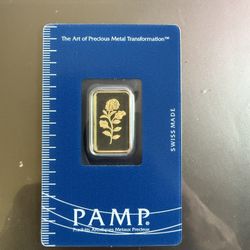 The Art of Precious Metal Transformation™
SWISS MADE
PAMP.
Produits Artistiques Métaux Précieux